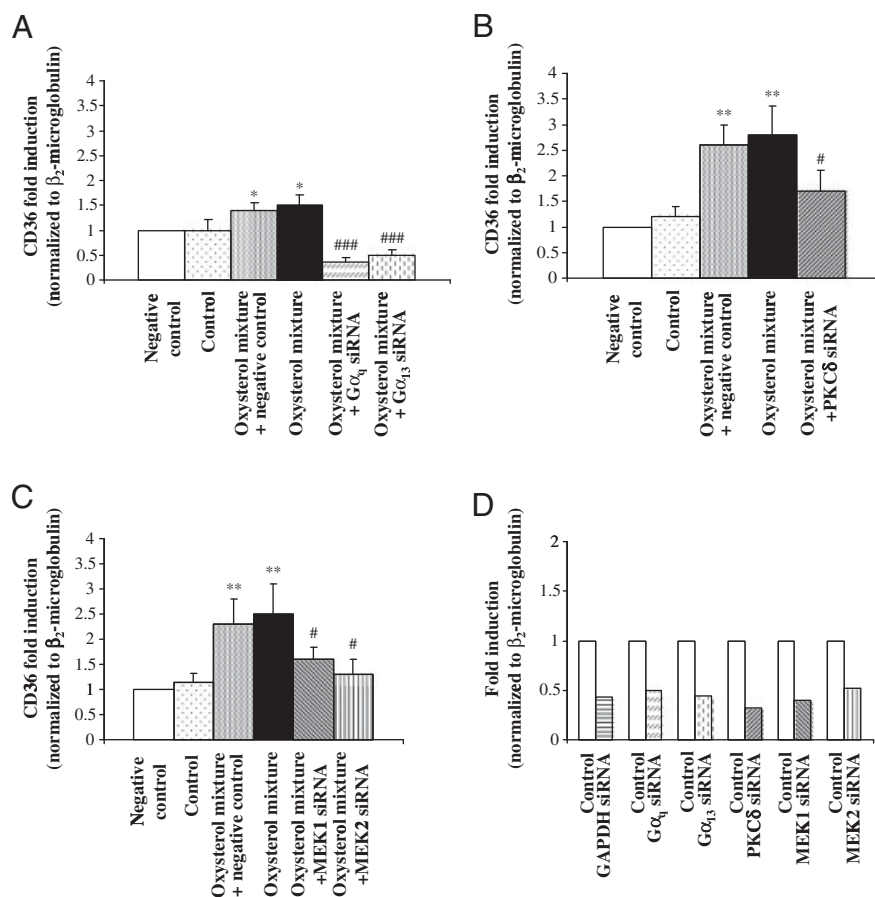 A
CD36 fold induction
(normalized to β₂-microglobulin)
4
3.5
3
2.5
2
1.5
1
0.5
0
*
*
###
###
Negative
control
Control
Oxysterol mixture
+ negative control
Oxysterol mixture
Oxysterol mixture
+ Gαq siRNA
Oxysterol mixture
+ Gα₁₃ siRNA
B
CD36 fold induction
(normalized to β₂-microglobulin)
4
3.5
3
2.5
2
1.5
1
0.5
0
**
**
#
Negative
control
Control
Oxysterol mixture
+ negative control
Oxysterol mixture
Oxysterol mixture
+PKCδ siRNA
C
CD36 fold induction
(normalized to β₂-microglobulin)
4
3.5
3
2.5
2
1.5
1
0.5
0
**
**
#
#
Negative
control
Control
Oxysterol mixture
+ negative control
Oxysterol mixture
Oxysterol mixture
+MEK1 siRNA
Oxysterol mixture
+MEK2 siRNA
D
Fold induction
(normalized to β₂-microglobulin)
2
1.5
1
0.5
0
Control
GAPDH siRNA
Control
Gαq siRNA
Control
Gα₁₃ siRNA
Control
PKCδ siRNA
Control
MEK1 siRNA
Control
MEK2 siRNA